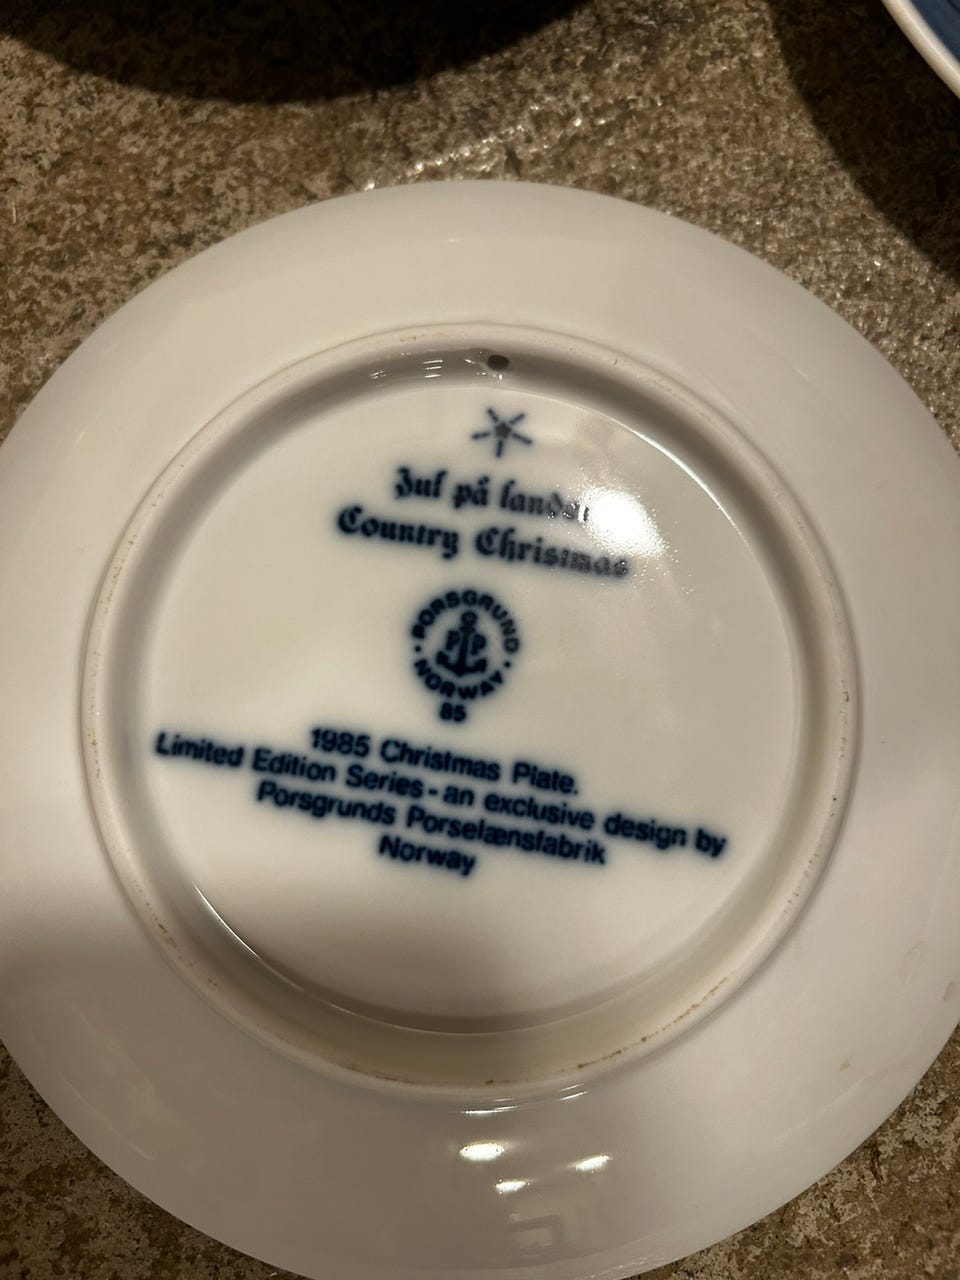 Jul på
Country Christmas
PORSGRUND
PP
NORWAY
85
1985 Christmas Plate.
Limited Edition Series - an exclusive design by
Porsgrunds Porselænsfabrik
Norway